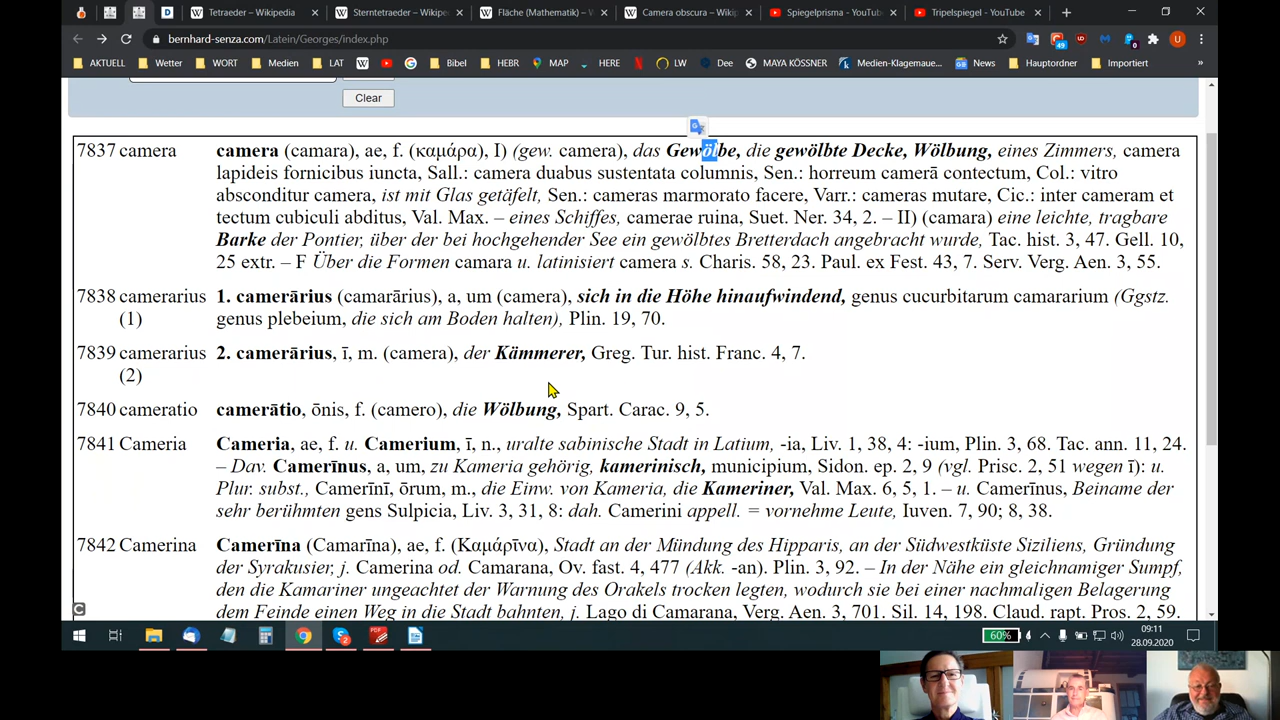 Tetraeder – Wikipedia
Sterntetraeder – Wikipe
Fläche (Mathematik) – W
Camera obscura – Wikipe
Spiegelprisma - YouTube
Tripelspiegel - YouTube
bernhard-senza.com/Latein/Georges/index.php
AKTUELL Wetter WORT Medien LAT Bibel HEBR MAP HERE LW Dee MAYA KÖSSNER Medien-Klagemaue... News Hauptordner Importiert »
Clear
7837 camera camera (camara), ae, f. (καμάρα), I) (gew. camera), das Gewölbe, die gewölbte Decke, Wölbung, eines Zimmers, camera
lapideis fornicibus iuncta, Sall.: camera duabus sustentata columnis, Sen.: horreum camerā contectum, Col.: vitro
absconditur camera, ist mit Glas getäfelt, Sen.: cameras marmorato facere, Varr.: cameras mutare, Cic.: inter cameram et
tectum cubiculi abditus, Val. Max. – eines Schiffes, camerae ruina, Suet. Ner. 34, 2. – II) (camara) eine leichte, tragbare
Barke der Pontier, über der bei hochgehender See ein gewölbtes Bretterdach angebracht wurde, Tac. hist. 3, 47. Gell. 10,
25 extr. – F Über die Formen camara u. latinisiert camera s. Charis. 58, 23. Paul. ex Fest. 43, 7. Serv. Verg. Aen. 3, 55.
7838 camerarius 1. camerārius (camarārius), a, um (camera), sich in die Höhe hinaufwindend, genus cucurbitarum camararium (Ggstz.
(1) genus plebeium, die sich am Boden halten), Plin. 19, 70.
7839 camerarius 2. camerārius, ī, m. (camera), der Kämmerer, Greg. Tur. hist. Franc. 4, 7.
(2)
7840 cameratio camerātio, ōnis, f. (camero), die Wölbung, Spart. Carac. 9, 5.
7841 Cameria Cameria, ae, f. u. Camerium, ī, n., uralte sabinische Stadt in Latium, -ia, Liv. 1, 38, 4: -ium, Plin. 3, 68. Tac. ann. 11, 24.
– Dav. Camerīnus, a, um, zu Kameria gehörig, kamerinisch, municipium, Sidon. ep. 2, 9 (vgl. Prisc. 2, 51 wegen ī): u.
Plur. subst., Camerīnī, ōrum, m., die Einw. von Kameria, die Kameriner, Val. Max. 6, 5, 1. – u. Camerīnus, Beiname der
sehr berühmten gens Sulpicia, Liv. 3, 31, 8: dah. Camerini appell. = vornehme Leute, Iuven. 7, 90; 8, 38.
7842 Camerina Camerīna (Camarīna), ae, f. (Καμάρῑνα), Stadt an der Mündung des Hipparis, an der Südwestküste Siziliens, Gründung
der Syrakusier, j. Camerina od. Camarana, Ov. fast. 4, 477 (Akk. -an). Plin. 3, 92. – In der Nähe ein gleichnamiger Sumpf,
den die Kamariner ungeachtet der Warnung des Orakels trocken legten, wodurch sie bei einer nachmaligen Belagerung
dem Feinde einen Weg in die Stadt bahnten, j. Lago di Camarana, Verg. Aen. 3, 701. Sil. 14, 198. Claud. rapt. Pros. 2, 59.
60%
09:11
28.09.2020